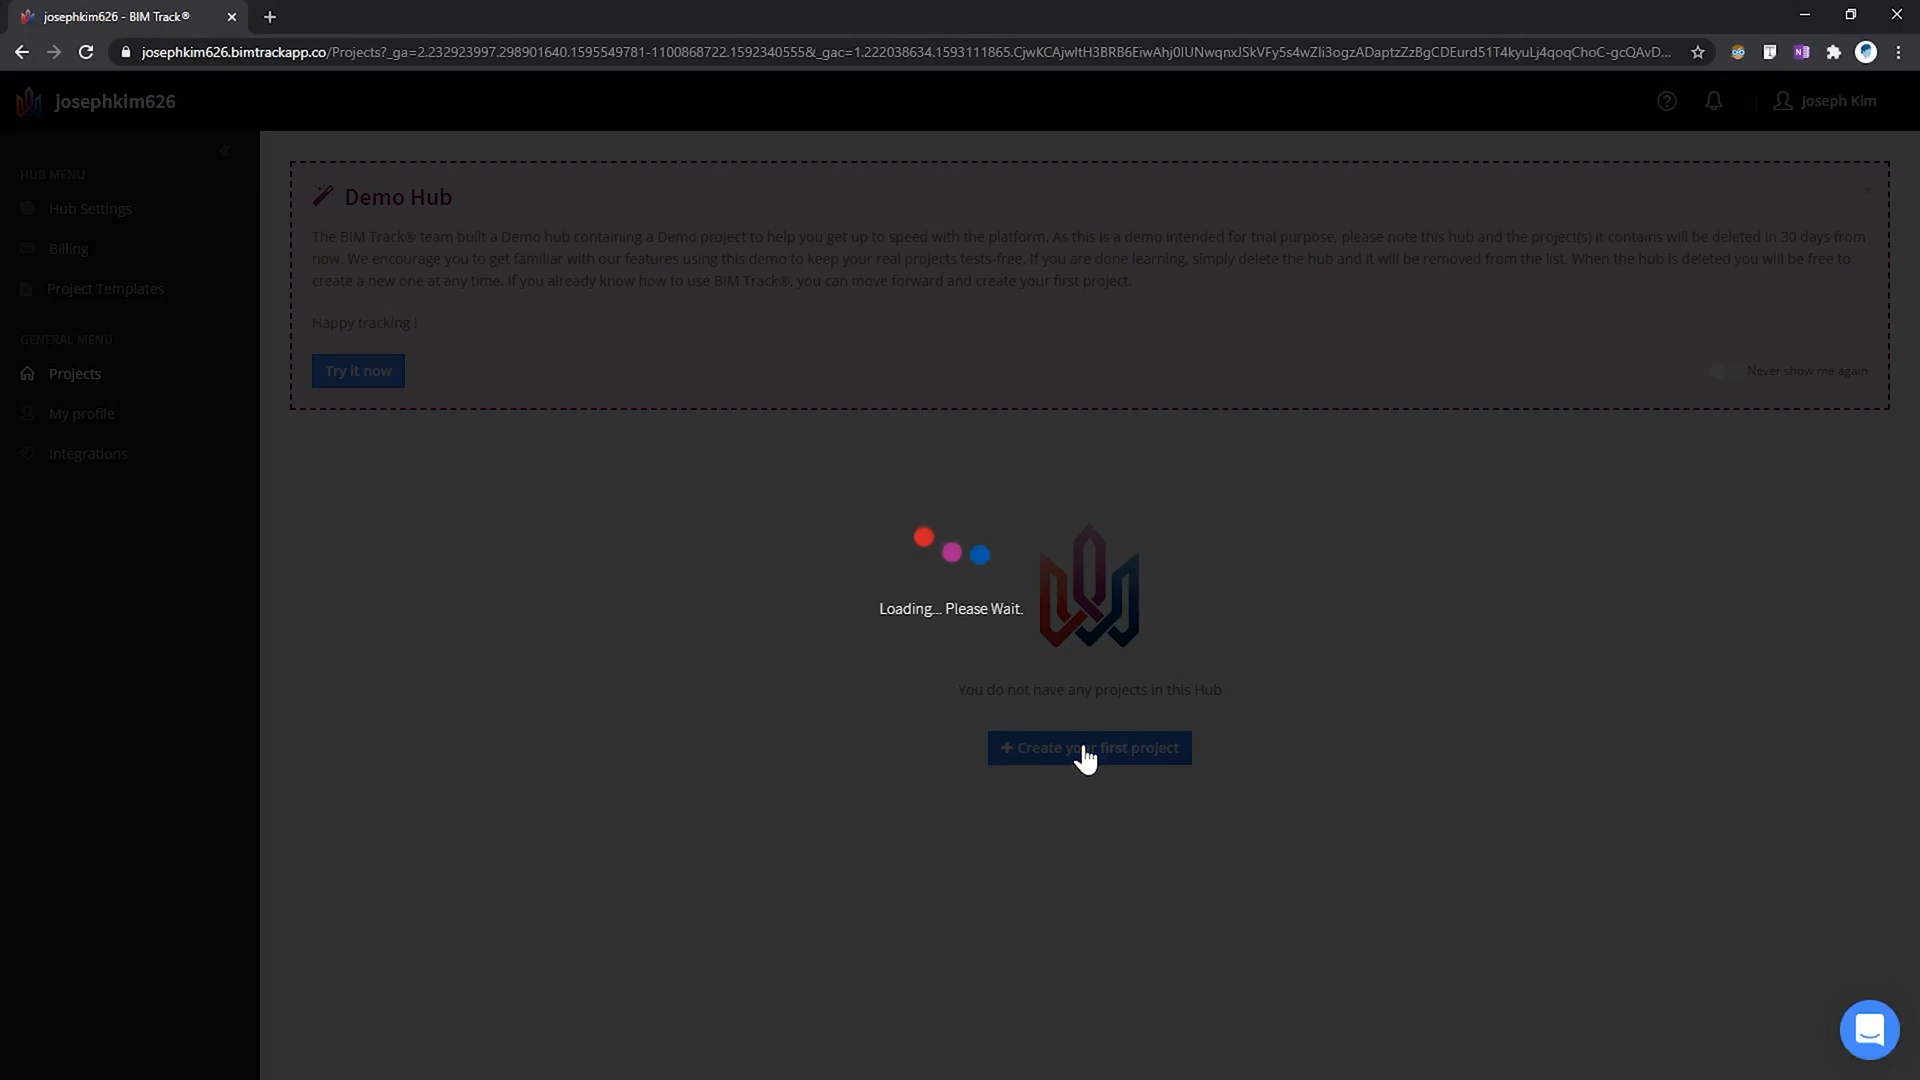 josephkim626 - BIM Track®
josephkim626.bimtrackapp.co/Projects?_ga=2.232923997.298901640.1595549781-1100868722.1592340555&_gac=1.222038634.1593111865.CjwKCAjwltH3BRB6EiwAhj0IUNwqnxJSkVFy5s4wZIi3ogzADaptzZzBgCDEurd51T4kyuLj4qoqChoC-gcQAvD...
josephkim626
Joseph Kim
HUB MENU
Hub Settings
Billing
Project Templates
GENERAL MENU
Projects
My profile
Integrations
Demo Hub
The BIM Track® team built a Demo hub containing a Demo project to help you get up to speed with the platform. As this is a demo intended for trial purpose, please note this hub and the project(s) it contains will be deleted in 30 days from
now. We encourage you to get familiar with our features using this demo to keep your real projects tests-free. If you are done learning, simply delete the hub and it will be removed from the list. When the hub is deleted you will be free to
create a new one at any time. If you already know how to use BIM Track®, you can move forward and create your first project.
Happy tracking !
Try it now
Never show me again
Loading... Please Wait.
You do not have any projects in this Hub
Create your first project